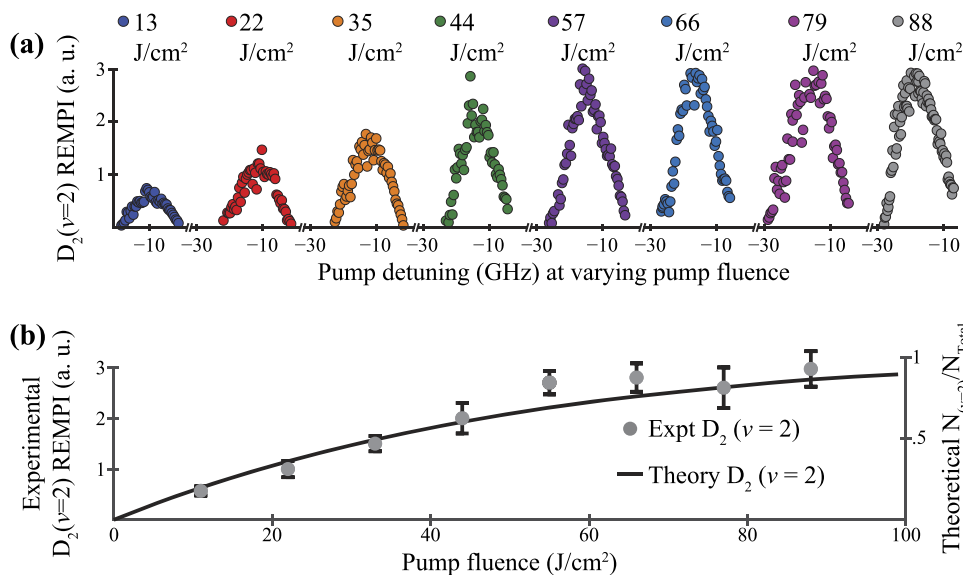 (a)
13 22 35 44 57 66 79 88
J/cm² J/cm² J/cm² J/cm² J/cm² J/cm² J/cm² J/cm²
D₂(v=2) REMPI (a. u.)
3
2
1
−10 −30 −10 −30 −10 −30 −10 −30 −10 −30 −10 −30 −10 −30 −10
Pump detuning (GHz) at varying pump fluence
(b)
Experimental
D₂(v=2) REMPI (a. u.)
3
2
1
0 20 40 60 80 100
Pump fluence (J/cm²)
Expt D₂ (v = 2)
Theory D₂ (v = 2)
1
.5
Theoretical N₍ᵥ₌₂₎/N_Total